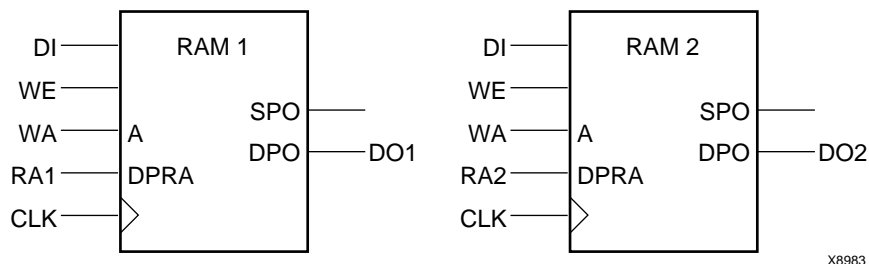 RAM 1
DI
WE
SPO
WA A
DPO DO1
RA1 DPRA
CLK
RAM 2
DI
WE
SPO
WA A
DPO DO2
RA2 DPRA
CLK
X8983